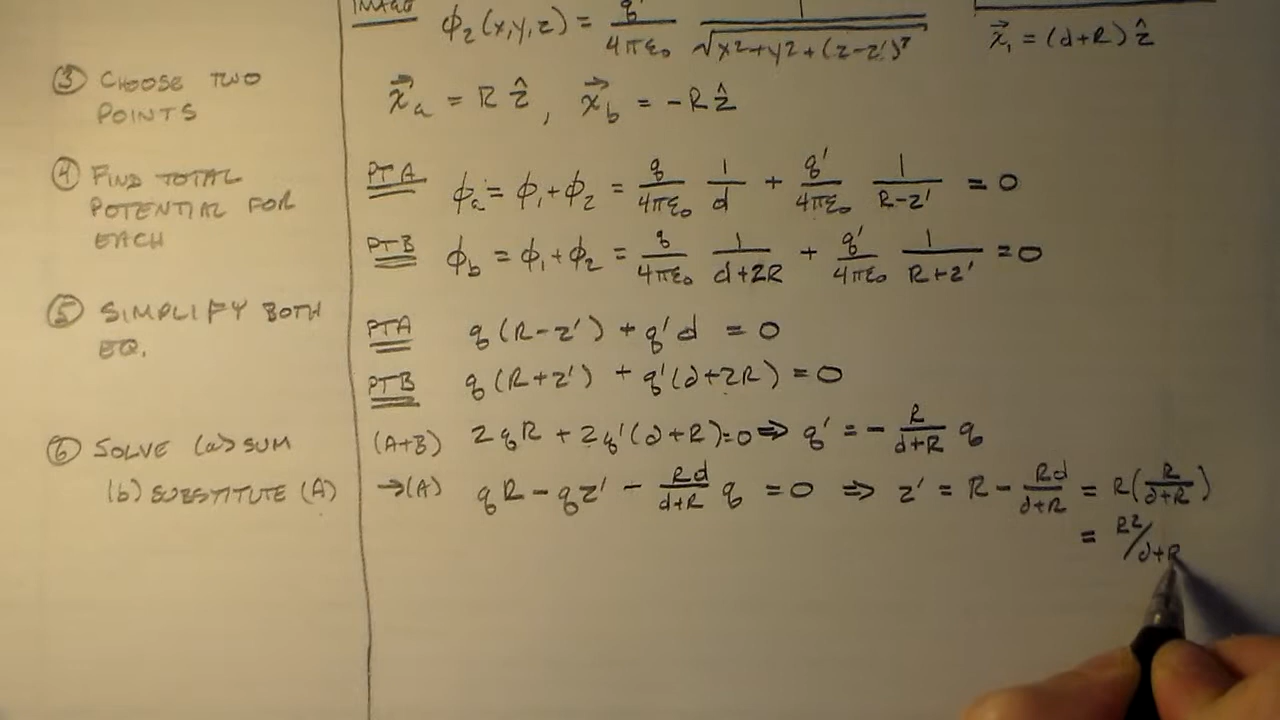 IMAGE ϕ₂(x,y,z) = q'/4πε₀ 1/√x²+y²+(z-z')²
x⃗₁ = (d+R) ẑ
③ CHOOSE TWO POINTS
x⃗ₐ = R ẑ , x⃗_b = -R ẑ
④ FIND TOTAL POTENTIAL FOR EACH
PT A ϕₐ = ϕ₁+ϕ₂ = q/4πε₀ 1/d + q'/4πε₀ 1/R-z' = 0
PT B ϕ_b = ϕ₁+ϕ₂ = q/4πε₀ 1/d+2R + q'/4πε₀ 1/R+z' = 0
⑤ SIMPLIFY BOTH EQ.
PT A q(R-z') + q'd = 0
PT B q(R+z') + q'(d+2R) = 0
⑥ SOLVE (a) SUM
(A+B) 2qR + 2q'(d+R)=0 ⇒ q' = - R/d+R q
(b) SUBSTITUTE (A)
→(A) qR - qz' - Rd/d+R q = 0 ⇒ z' = R - Rd/d+R = R(R/d+R)
= R²/d+R